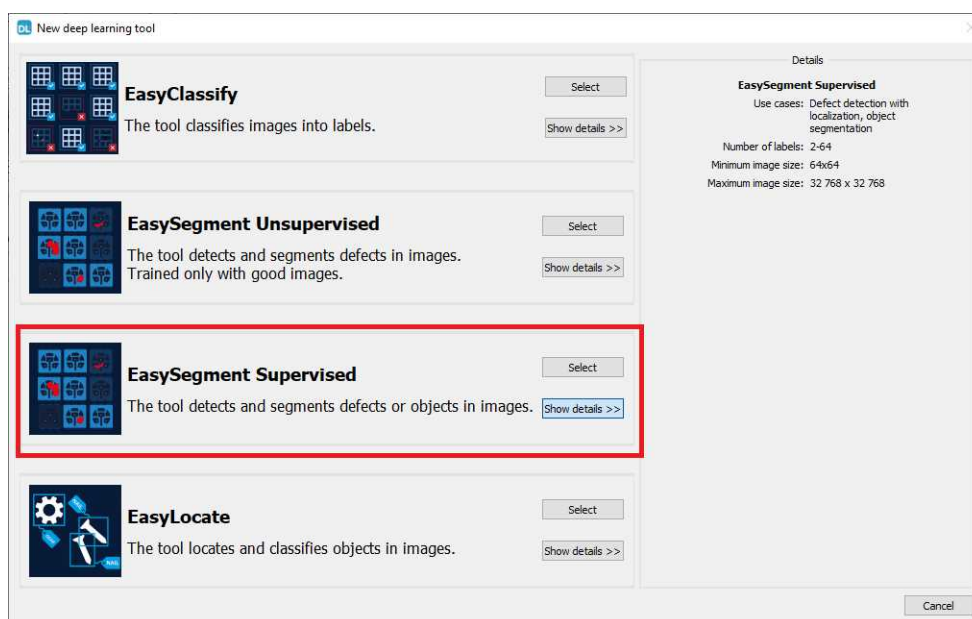 DL New deep learning tool
EasyClassify
The tool classifies images into labels.
Select
Show details >>
EasySegment Unsupervised
The tool detects and segments defects in images.
Trained only with good images.
Select
Show details >>
EasySegment Supervised
The tool detects and segments defects or objects in images.
Select
Show details >>
EasyLocate
The tool locates and classifies objects in images.
Select
Show details >>
Details
EasySegment Supervised
Use cases: Defect detection with
localization, object
segmentation
Number of labels: 2-64
Minimum image size: 64x64
Maximum image size: 32 768 x 32 768
Cancel